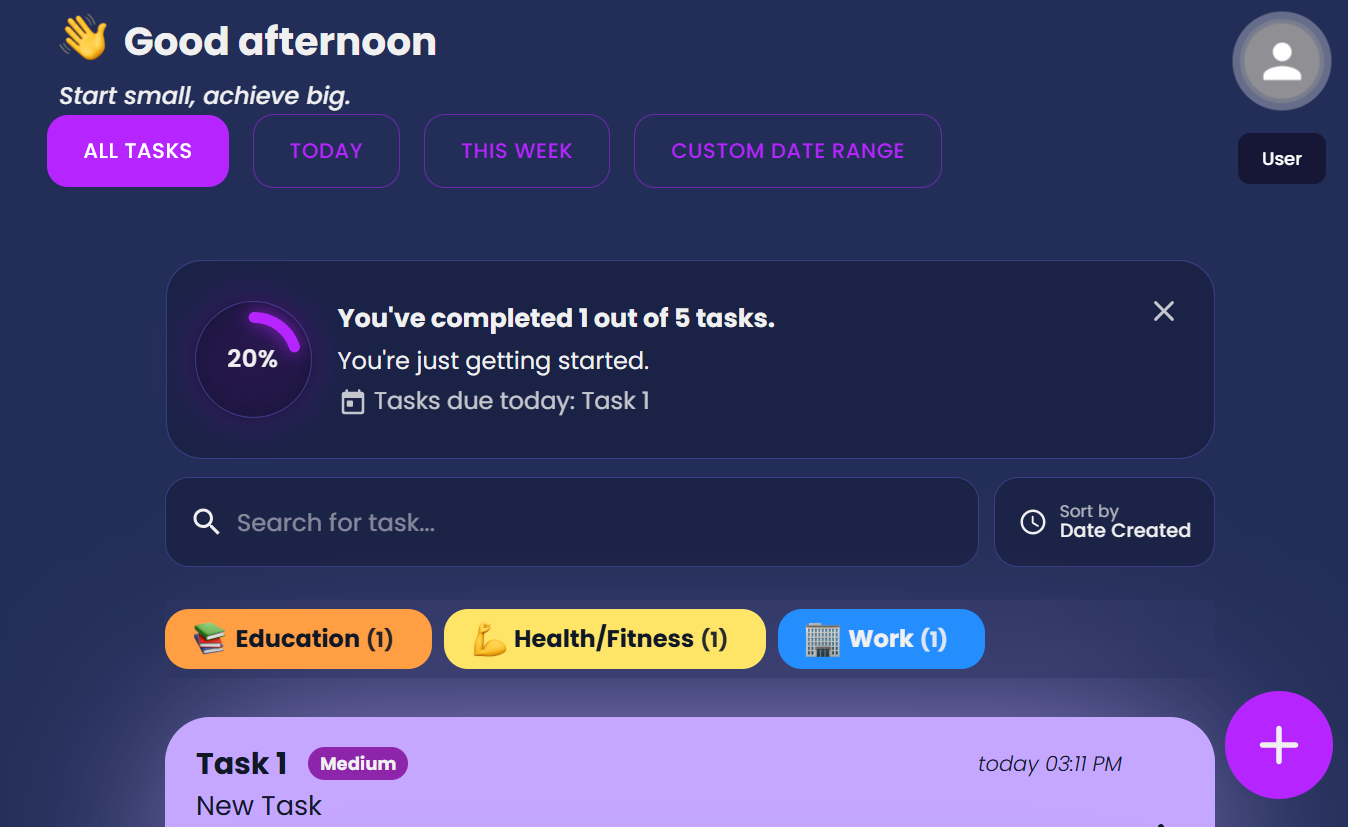 Good afternoon
Start small, achieve big.
ALL TASKS
TODAY
THIS WEEK
CUSTOM DATE RANGE
User
20%
You've completed 1 out of 5 tasks.
You're just getting started.
Tasks due today: Task 1
Search for task...
Sort by
Date Created
Education (1)
Health/Fitness (1)
Work (1)
Task 1
Medium
today 03:11 PM
New Task